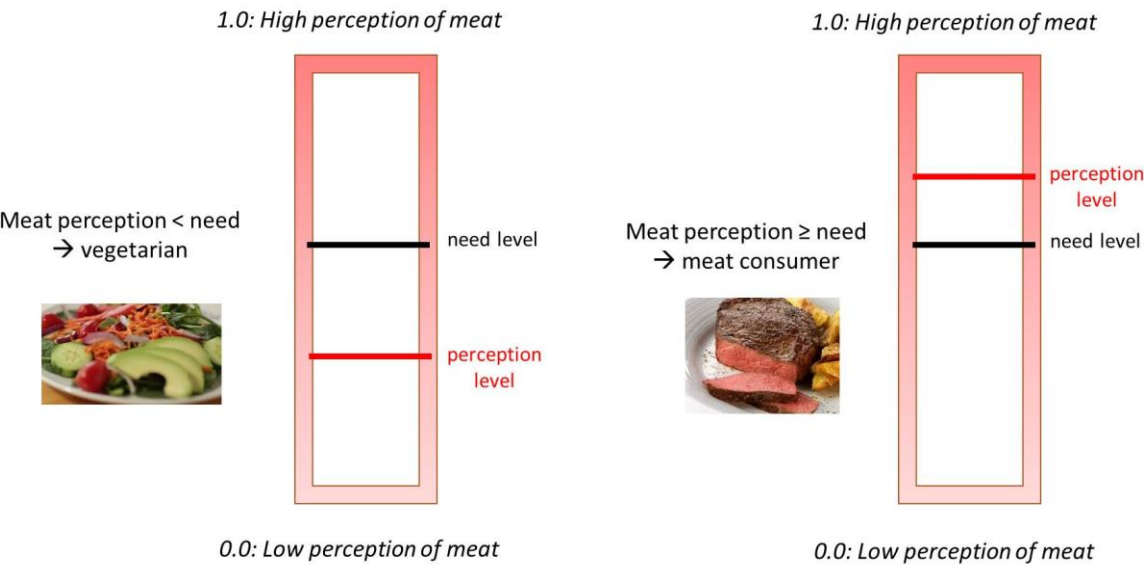 1.0: High perception of meat
Meat perception < need
→ vegetarian
need level
perception
level
0.0: Low perception of meat
1.0: High perception of meat
Meat perception ≥ need
→ meat consumer
perception
level
need level
0.0: Low perception of meat